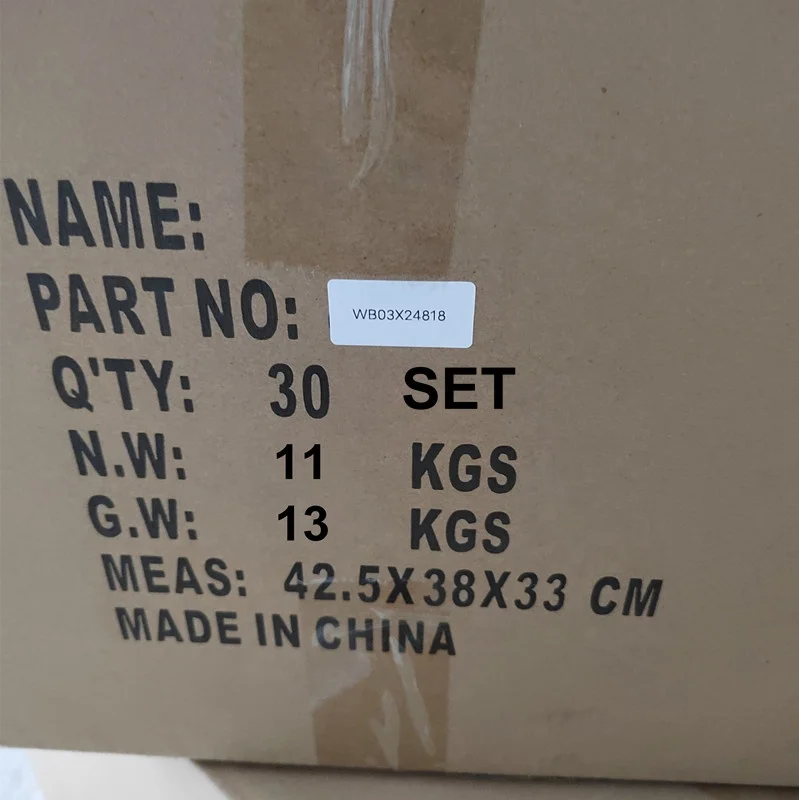 NAME:
PART NO: WB03X24818
Q'TY: 30 SET
N.W: 11 KGS
G.W: 13 KGS
MEAS: 42.5X38X33 CM
MADE IN CHINA